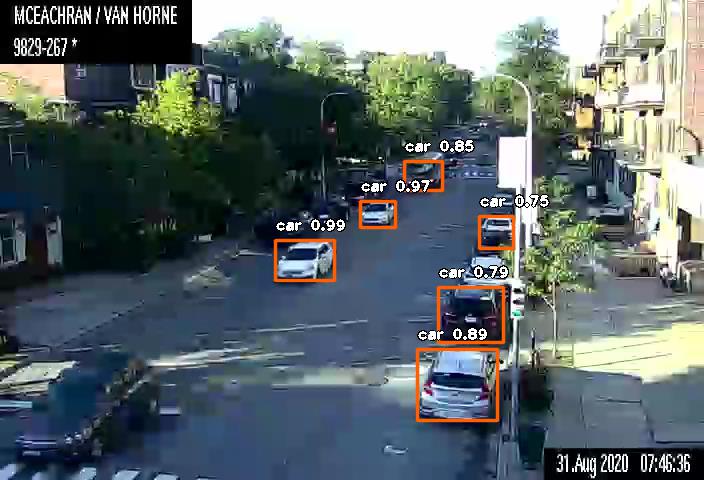 MCEACHRAN / VAN HORNE
9829-267 *
car 0.85
car 0.97
car 0.75
car 0.99
car 0.79
car 0.89
31.Aug 2020 07:46:36